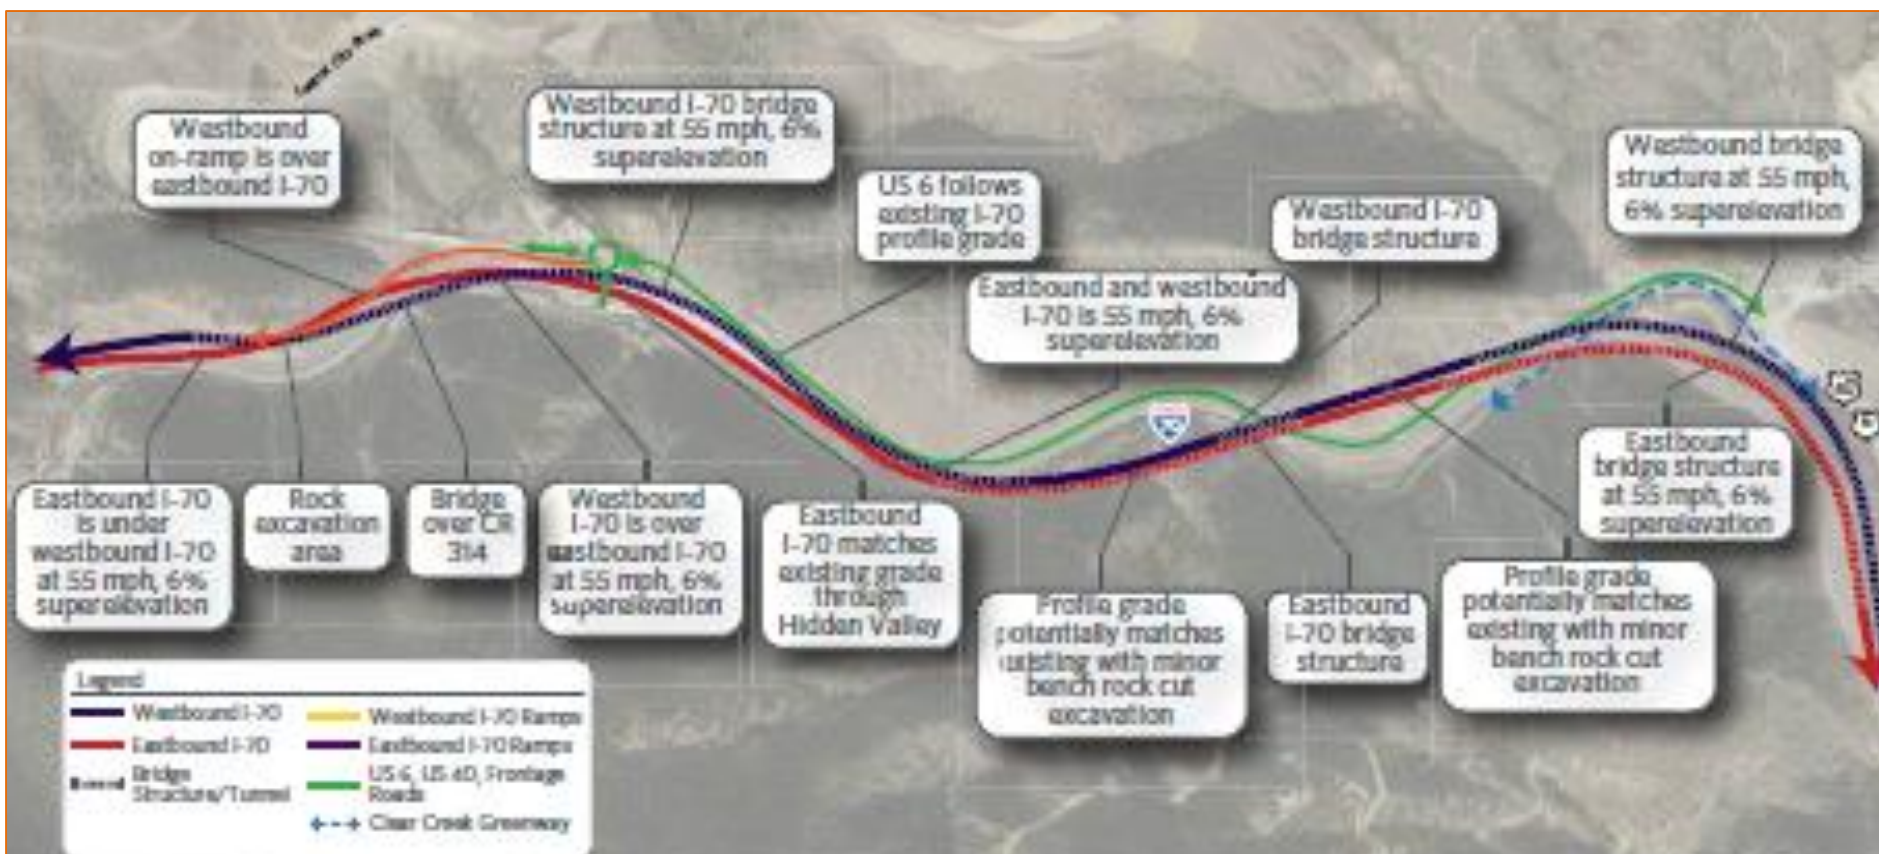 Westbound
on-ramp is over
eastbound I-70
Westbound I-70 bridge
structure at 55 mph, 6%
superelevation
US 6 follows
existing I-70
profile grade
Eastbound and westbound
I-70 is 55 mph, 6%
superelevation
Westbound I-70
bridge structure
Westbound bridge
structure at 55 mph,
6% superelevation
Eastbound I-70
is under
westbound I-70
at 55 mph, 6%
superelevation
Rock
excavation
area
Bridge
over CR
314
Westbound
I-70 is over
eastbound I-70
at 55 mph, 6%
superelevation
Eastbound
I-70 matches
existing grade
through
Hidden Valley
Profile grade
potentially matches
existing with minor
bench rock cut
excavation
Eastbound
I-70 bridge
structure
Profile grade
potentially matches
existing with minor
bench rock cut
excavation
Eastbound
bridge structure
at 55 mph, 6%
superelevation
Legend
Westbound I-70
Eastbound I-70
Bridge
Structure/Tunnel
Westbound I-70 Ramps
Eastbound I-70 Ramps
US 6, US 40, Frontage
Roads
Clear Creek Greenway